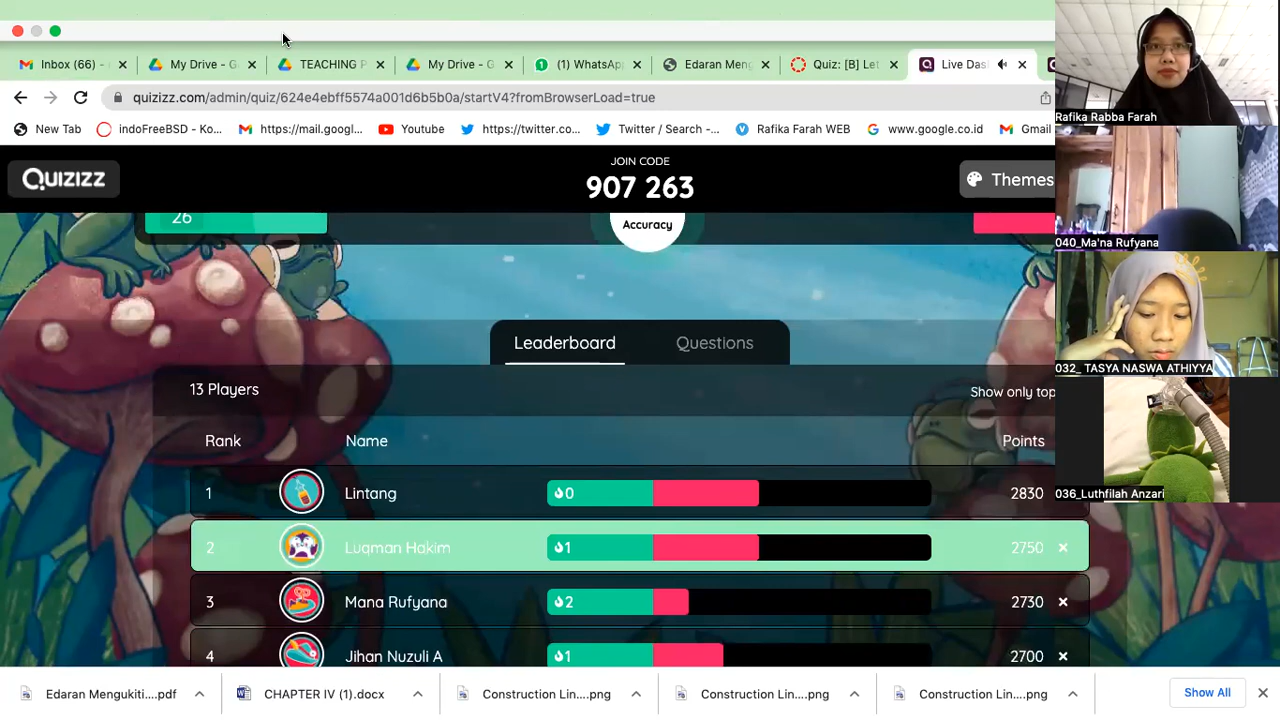 Inbox (66) -
My Drive - G
TEACHING P
My Drive - G
(1) WhatsAp
Edaran Meng
Quiz: [B] Let
Live Das
quizizz.com/admin/quiz/624e4ebff5574a001d6b5b0a/startV4?fromBrowserLoad=true
New Tab
indoFreeBSD - Ko...
https://mail.googl...
Youtube
https://twitter.co...
Twitter / Search -...
Rafika Farah WEB
www.google.co.id
Gmail
Rafika Rabba Farah
QUIZIZZ
JOIN CODE
907 263
Themes
26
Accuracy
040_Ma'na Rufyana
Leaderboard
Questions
032_ TASYA NASWA ATHIYYA
13 Players
Show only top
Rank
Name
Points
1
Lintang
0
2830
036_Luthfilah Anzari
2
Luqman Hakim
1
2750
3
Mana Rufyana
2
2730
4
Jihan Nuzuli A
1
2700
Edaran Mengukiti....pdf
CHAPTER IV (1).docx
Construction Lin....png
Construction Lin....png
Construction Lin....png
Show All